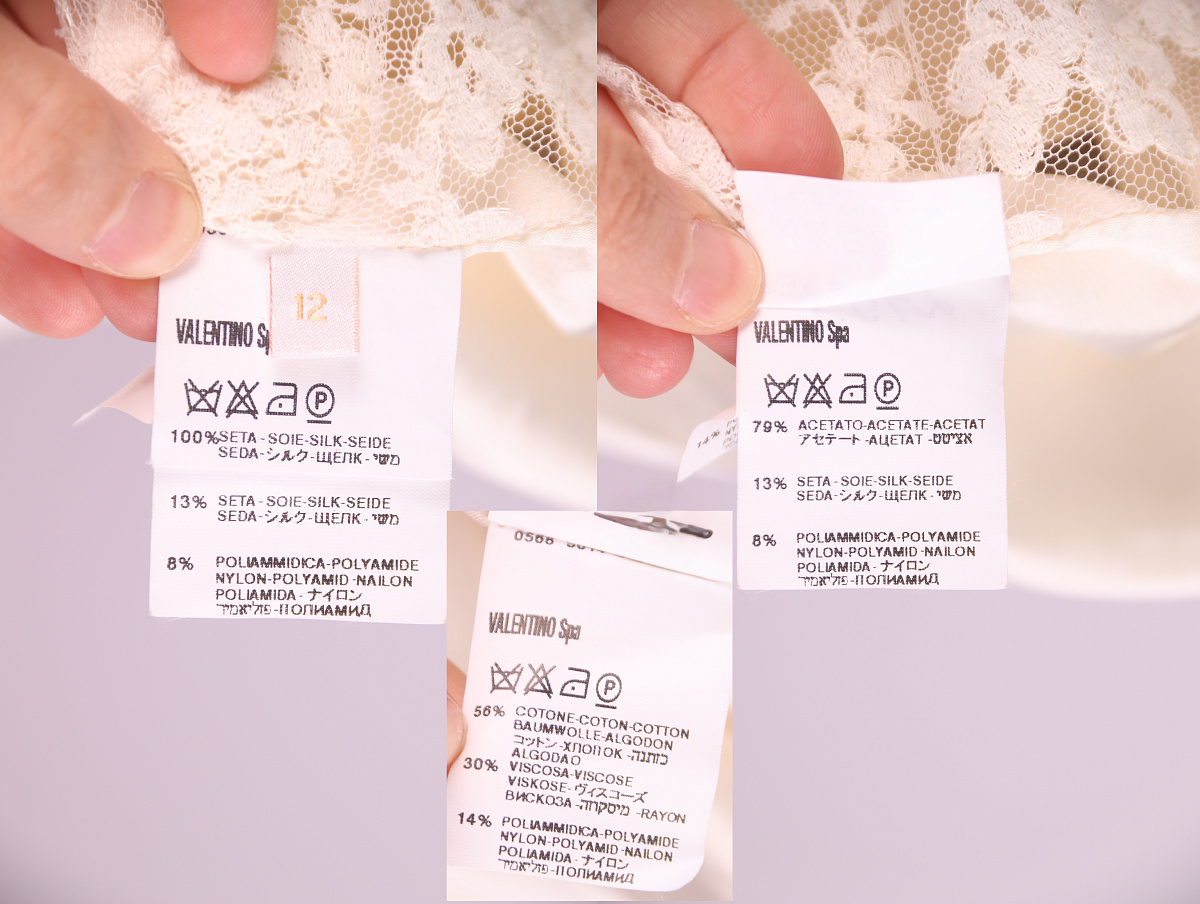 12
VALENTINO
100% SETA - SOIE-SILK-SEIDE
SEDA-シルク-ЩЕЛК - משי
13% SETA - SOIE-SILK-SEIDE
SEDA-シルク-ЩЕЛК - משי
8% POLIAMMIDICA-POLYAMIDE
NYLON-POLYAMID-NAILON
POLIAMIDA - ナイロン
פוליאמיד-ПОЛИАМИД
VALENTINO Spa
P
79% ACETATO-ACETATE-ACETAT
アセテート -АЦЕТАТ -אציטט
13% SETA - SOIE-SILK-SEIDE
SEDA-シルク-ЩЕЛК - משי
8% POLIAMMIDICA-POLYAMIDE
NYLON-POLYAMID-NAILON
POLIAMIDA - ナイロン
פוליאמיד-ПОЛИАМИД
14%
0568
VALENTINO Spa
P
56% COTONE-COTON-COTTON
BAUMWOLLE-ALGODON
コットン-ХЛОПОК -כותנה
ALGODAO
30% VISCOSA-VISCOSE
VISKOSE-ヴィスコーズ
ВИСКОЗА - -RAYON
14% POLIAMMIDICA-POLYAMIDE
NYLON-POLYAMID-NAILON
POLIAMIDA - ナイロン
פוליאמיד-ПОЛИАМИД